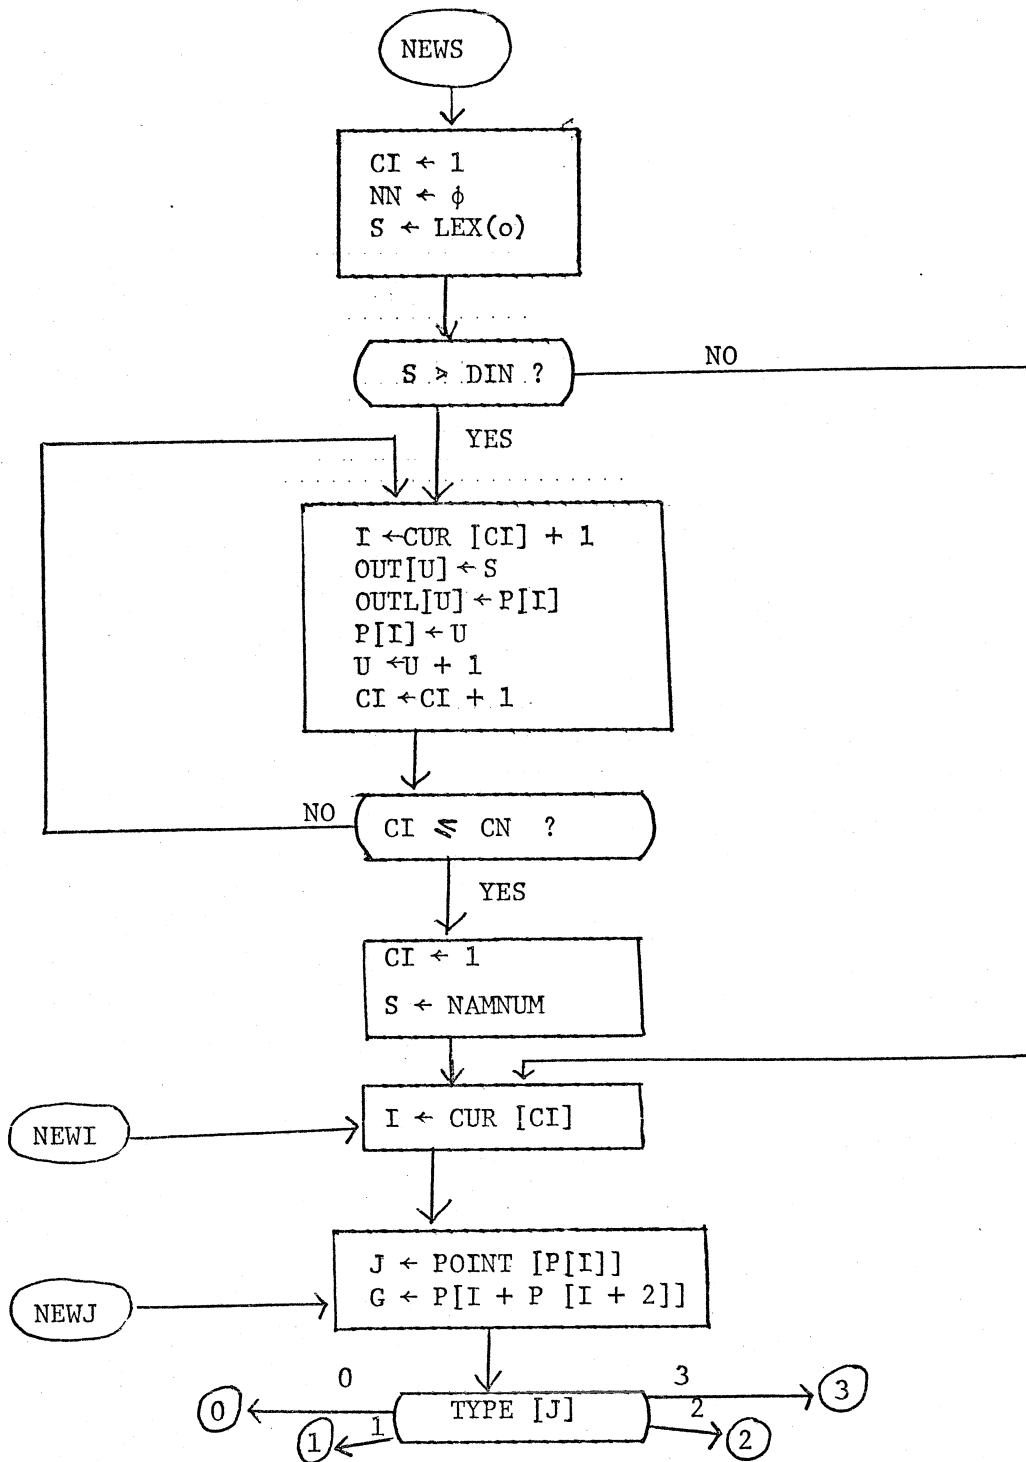 NEWS
CI ← 1
NN ← ϕ
S ← LEX(o)
S > DIN ?
NO
YES
I ←CUR [CI] + 1
OUT[U] ← S
OUTL[U] ← P[I]
P[I] ← U
U ←U + 1
CI ←CI + 1
NO
CI ≤ CN ?
YES
CI ← 1
S ← NAMNUM
NEWI
I ← CUR [CI]
NEWJ
J ← POINT [P[I]]
G ← P[I + P [I + 2]]
0 3
0 TYPE [J] 2 3
1 1 2